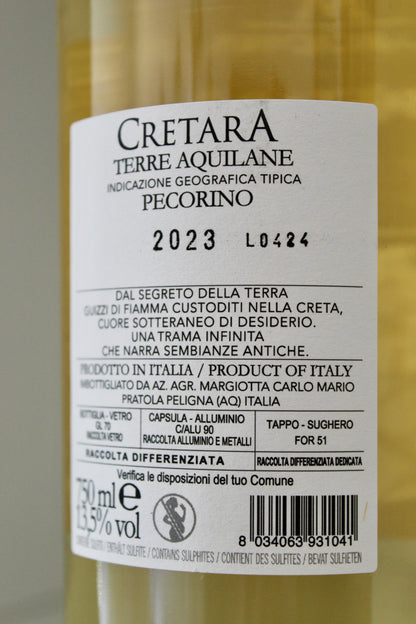 CRETARA
TERRE AQUILANE
INDICAZIONE GEOGRAFICA TIPICA
PECORINO
2023 L0424
DAL SEGRETO DELLA TERRA
GUIZZI DI FIAMMA CUSTODITI NELLA CRETA,
CUORE SOTTERANEO DI DESIDERIO.
UNA TRAMA INFINITA
CHE NARRA SEMBIANZE ANTICHE.
PRODOTTO IN ITALIA / PRODUCT OF ITALY
IMBOTTIGLIATO DA AZ. AGR. MARGIOTTA CARLO MARIO
PRATOLA PELIGNA (AQ) ITALIA
BOTTIGLIA - VETRO
GL 70
RACCOLTA VETRO
CAPSULA - ALLUMINIO
C/ALU 90
RACCOLTA ALLUMINIO E METALLI
TAPPO - SUGHERO
FOR 51
RACCOLTA DIFFERENZIATA
RACCOLTA DIFFERENZIATA DEDICATA
Verifica le disposizioni del tuo Comune
750 ml e
13,5% vol
8 034063 931041
CONTIENE SOLFITI / ENTHÄLT SULFITE / CONTAINS SULPHITES / CONTIENT DES SULFITES / BEVAT SULFIETEN